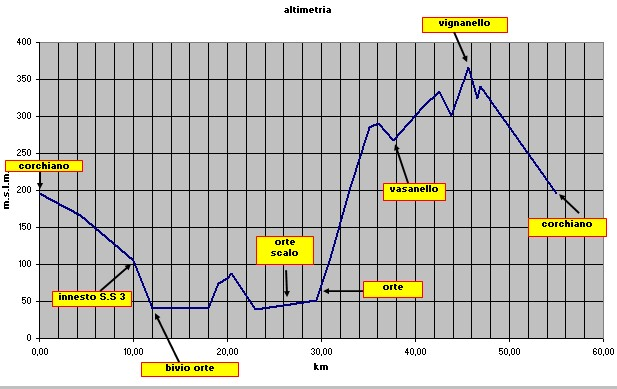 altimetria
vignanello
400
350
300
250
200
150
100
50
0
m.s.l.m.
corchiano
innesto S.S 3
bivio orte
orte
scalo
orte
vasanello
corchiano
0,00
10,00
20,00
30,00
40,00
50,00
60,00
km